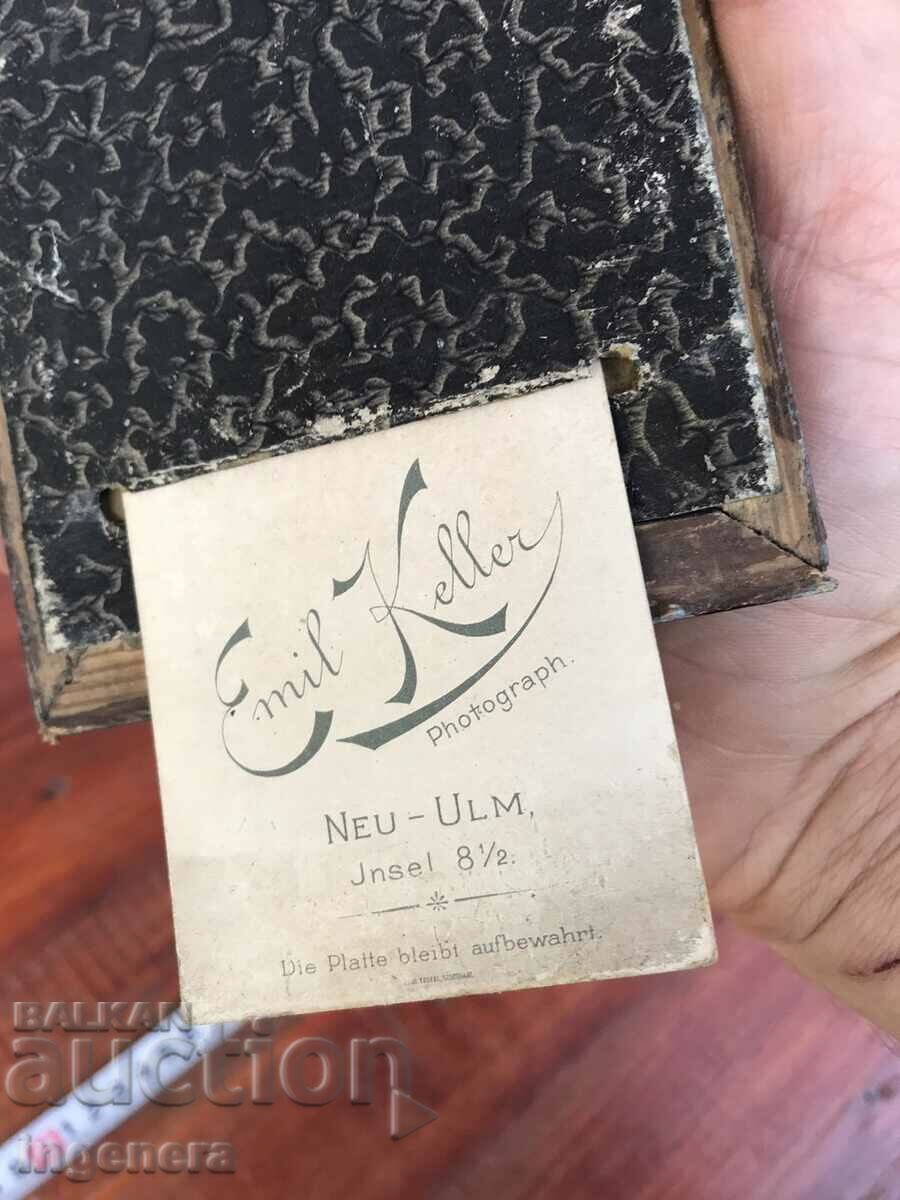 Emil Keller
Photograph.
NEU-ULM,
Jnsel 8½.
Die Platte bleibt aufbewahrt.
BALKAN
auction
ingenera